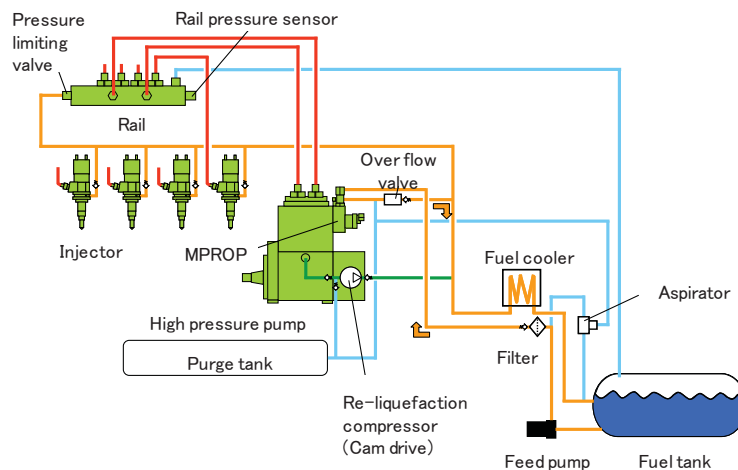 Pressure
limiting
valve
Rail pressure sensor
Rail
Over flow
valve
Injector
MPROP
Fuel cooler
Aspirator
High pressure pump
Purge tank
Filter
Re-liquefaction
compressor
(Cam drive)
Feed pump
Fuel tank